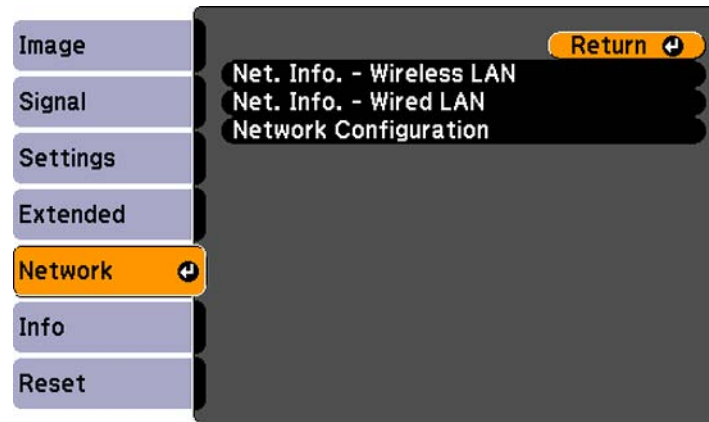 Image
Signal
Settings
Extended
Network
Info
Reset
Return
Net. Info. - Wireless LAN
Net. Info. - Wired LAN
Network Configuration